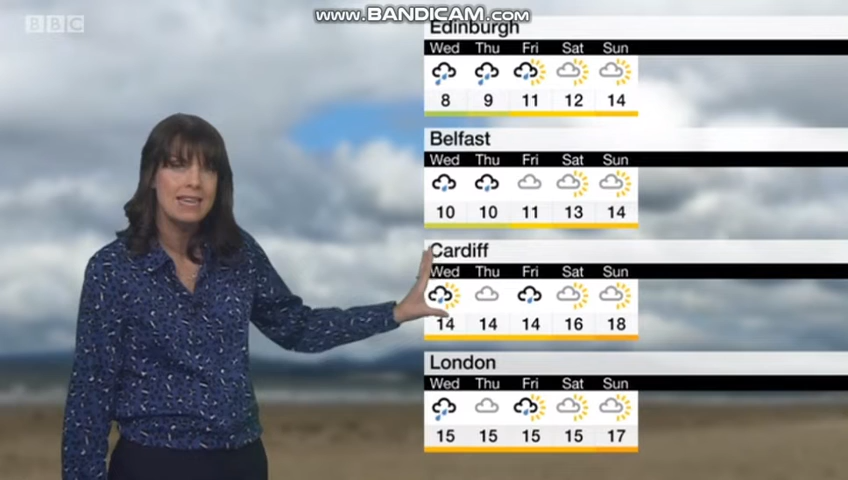 BBC
www.BANDICAM.com
Edinburgh
Wed Thu Fri Sat Sun
8 9 11 12 14
Belfast
Wed Thu Fri Sat Sun
10 10 11 13 14
Cardiff
Wed Thu Fri Sat Sun
14 14 14 16 18
London
Wed Thu Fri Sat Sun
15 15 15 15 17